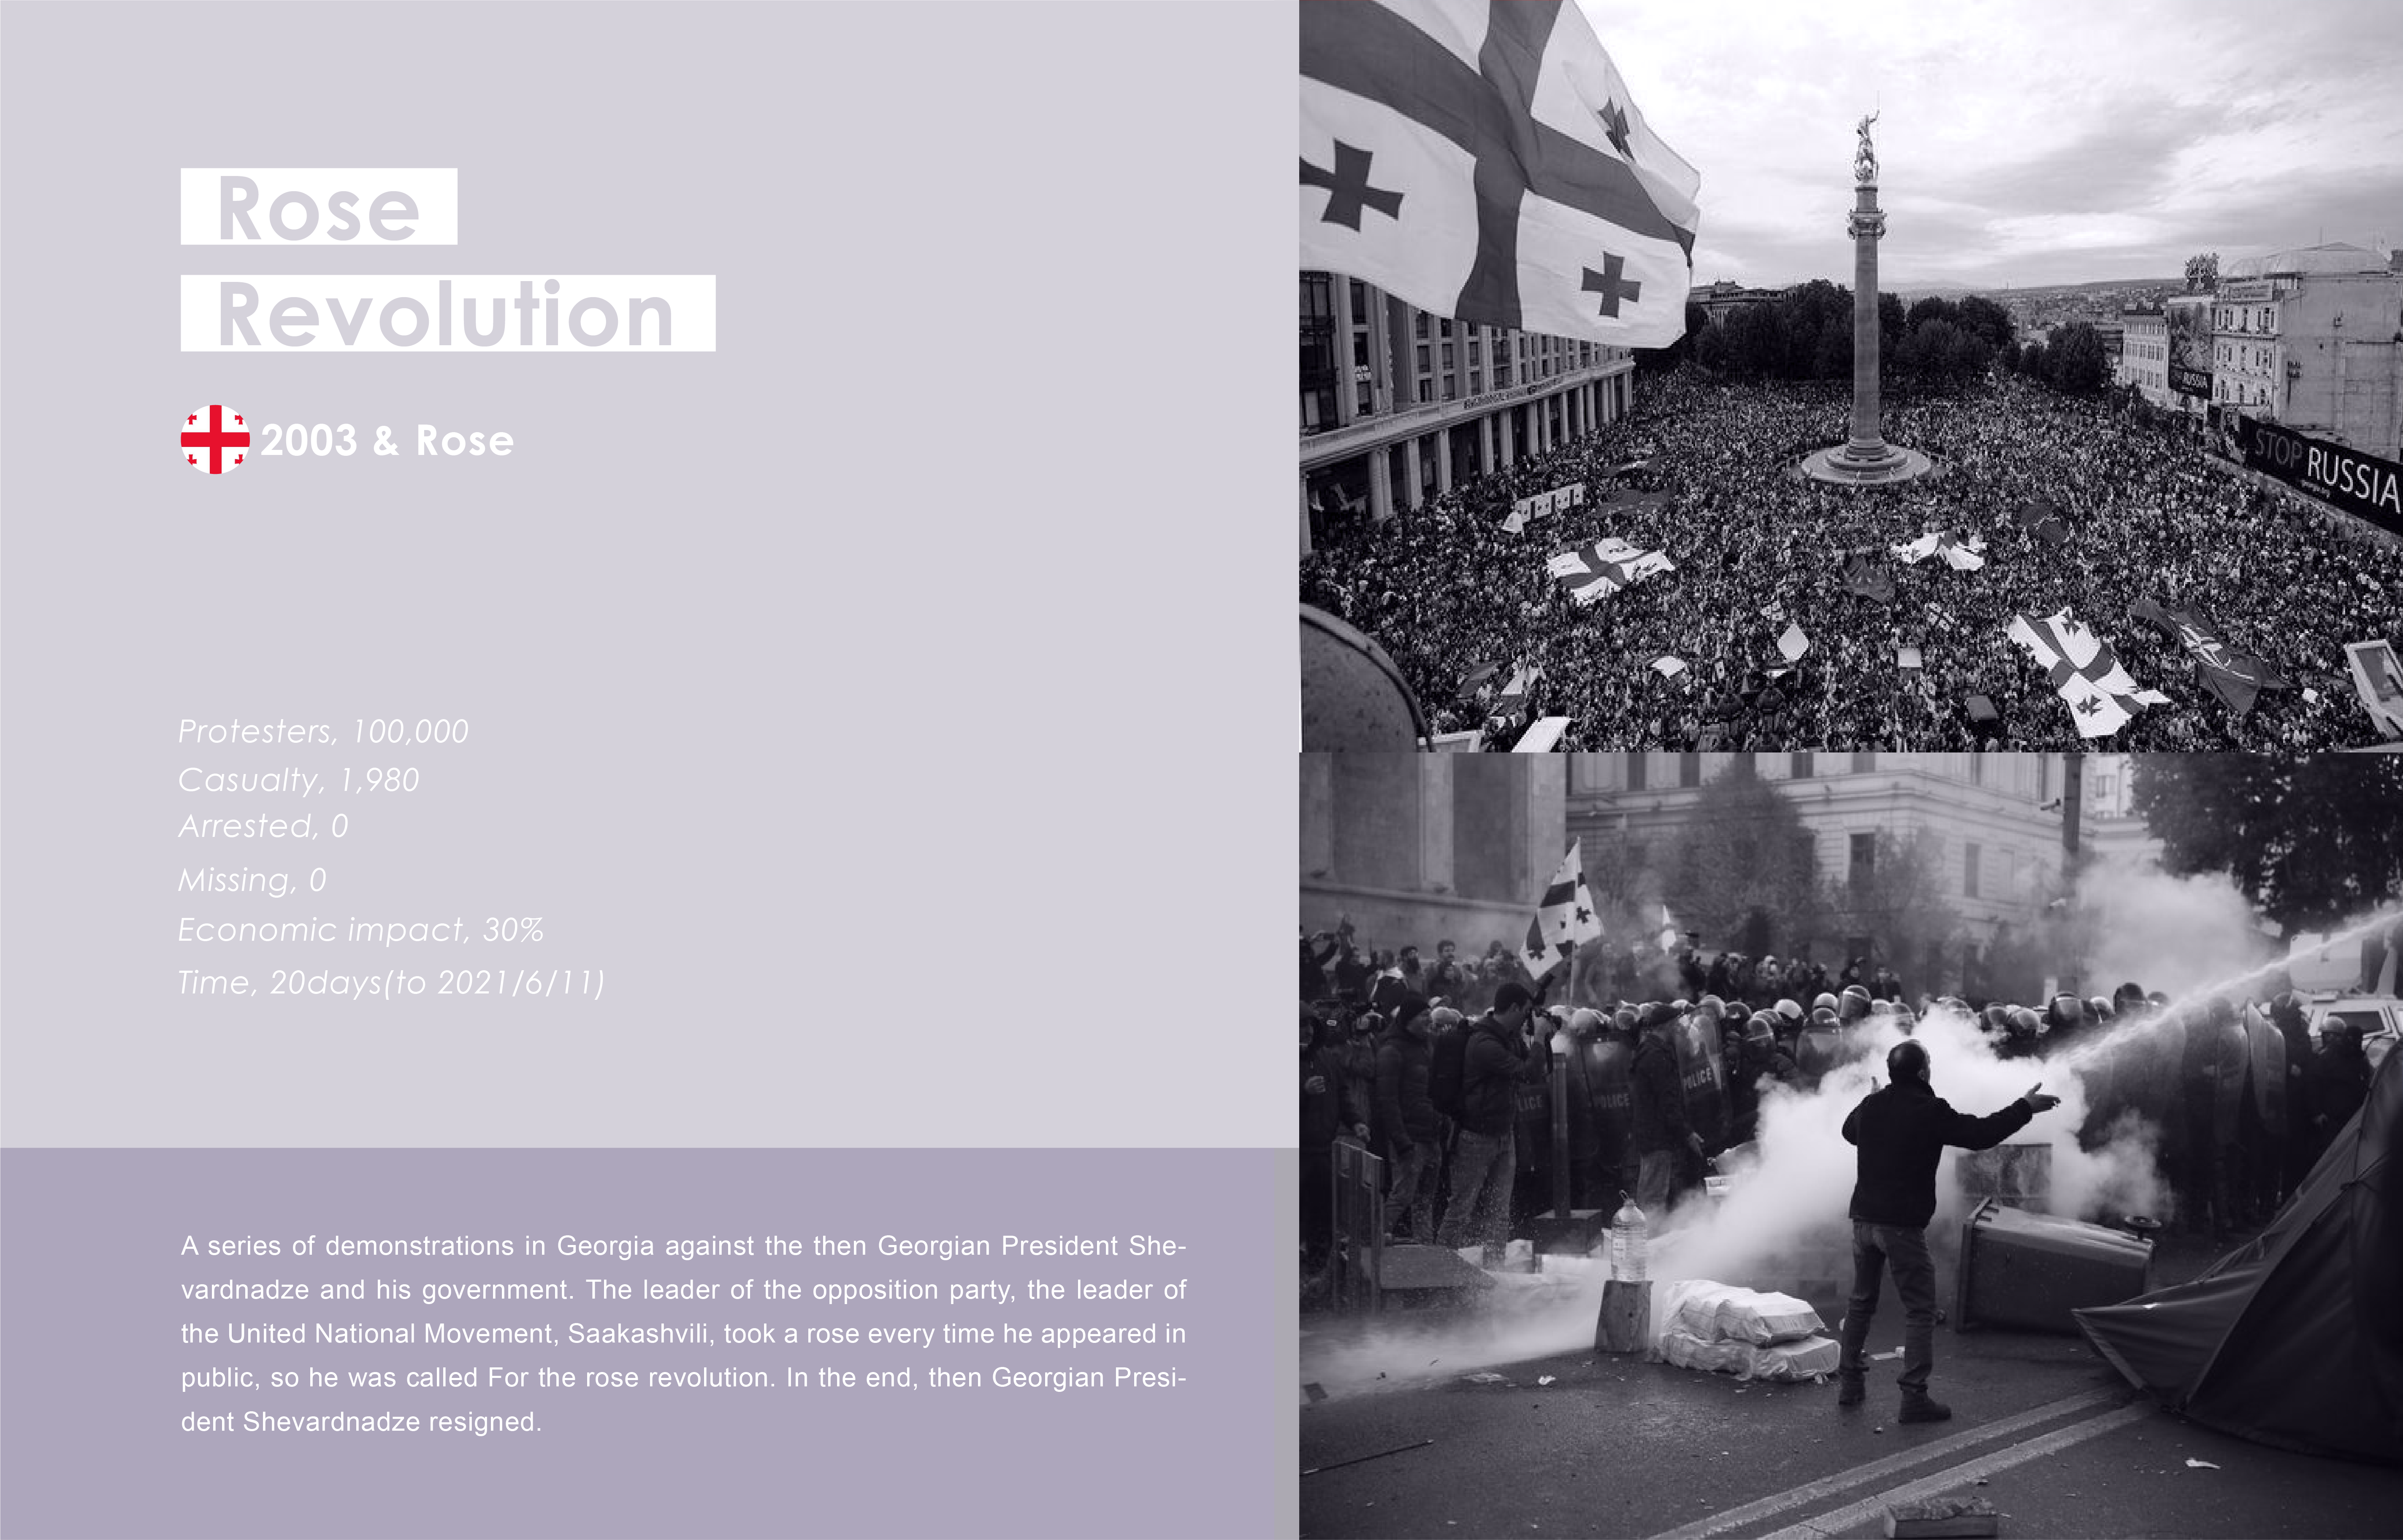 Rose
Revolution
2003 & Rose
Protesters, 100,000
Casualty, 1,980
Arrested, 0
Missing, 0
Economic impact, 30%
Time, 20days(to 2021/6/11)
A series of demonstrations in Georgia against the then Georgian President She-
vardnadze and his government. The leader of the opposition party, the leader of
the United National Movement, Saakashvili, took a rose every time he appeared in
public, so he was called For the rose revolution. In the end, then Georgian Presi-
dent Shevardnadze resigned.
RUSSIA
STOP RUSSIA
POLICE
LICE
POLICE